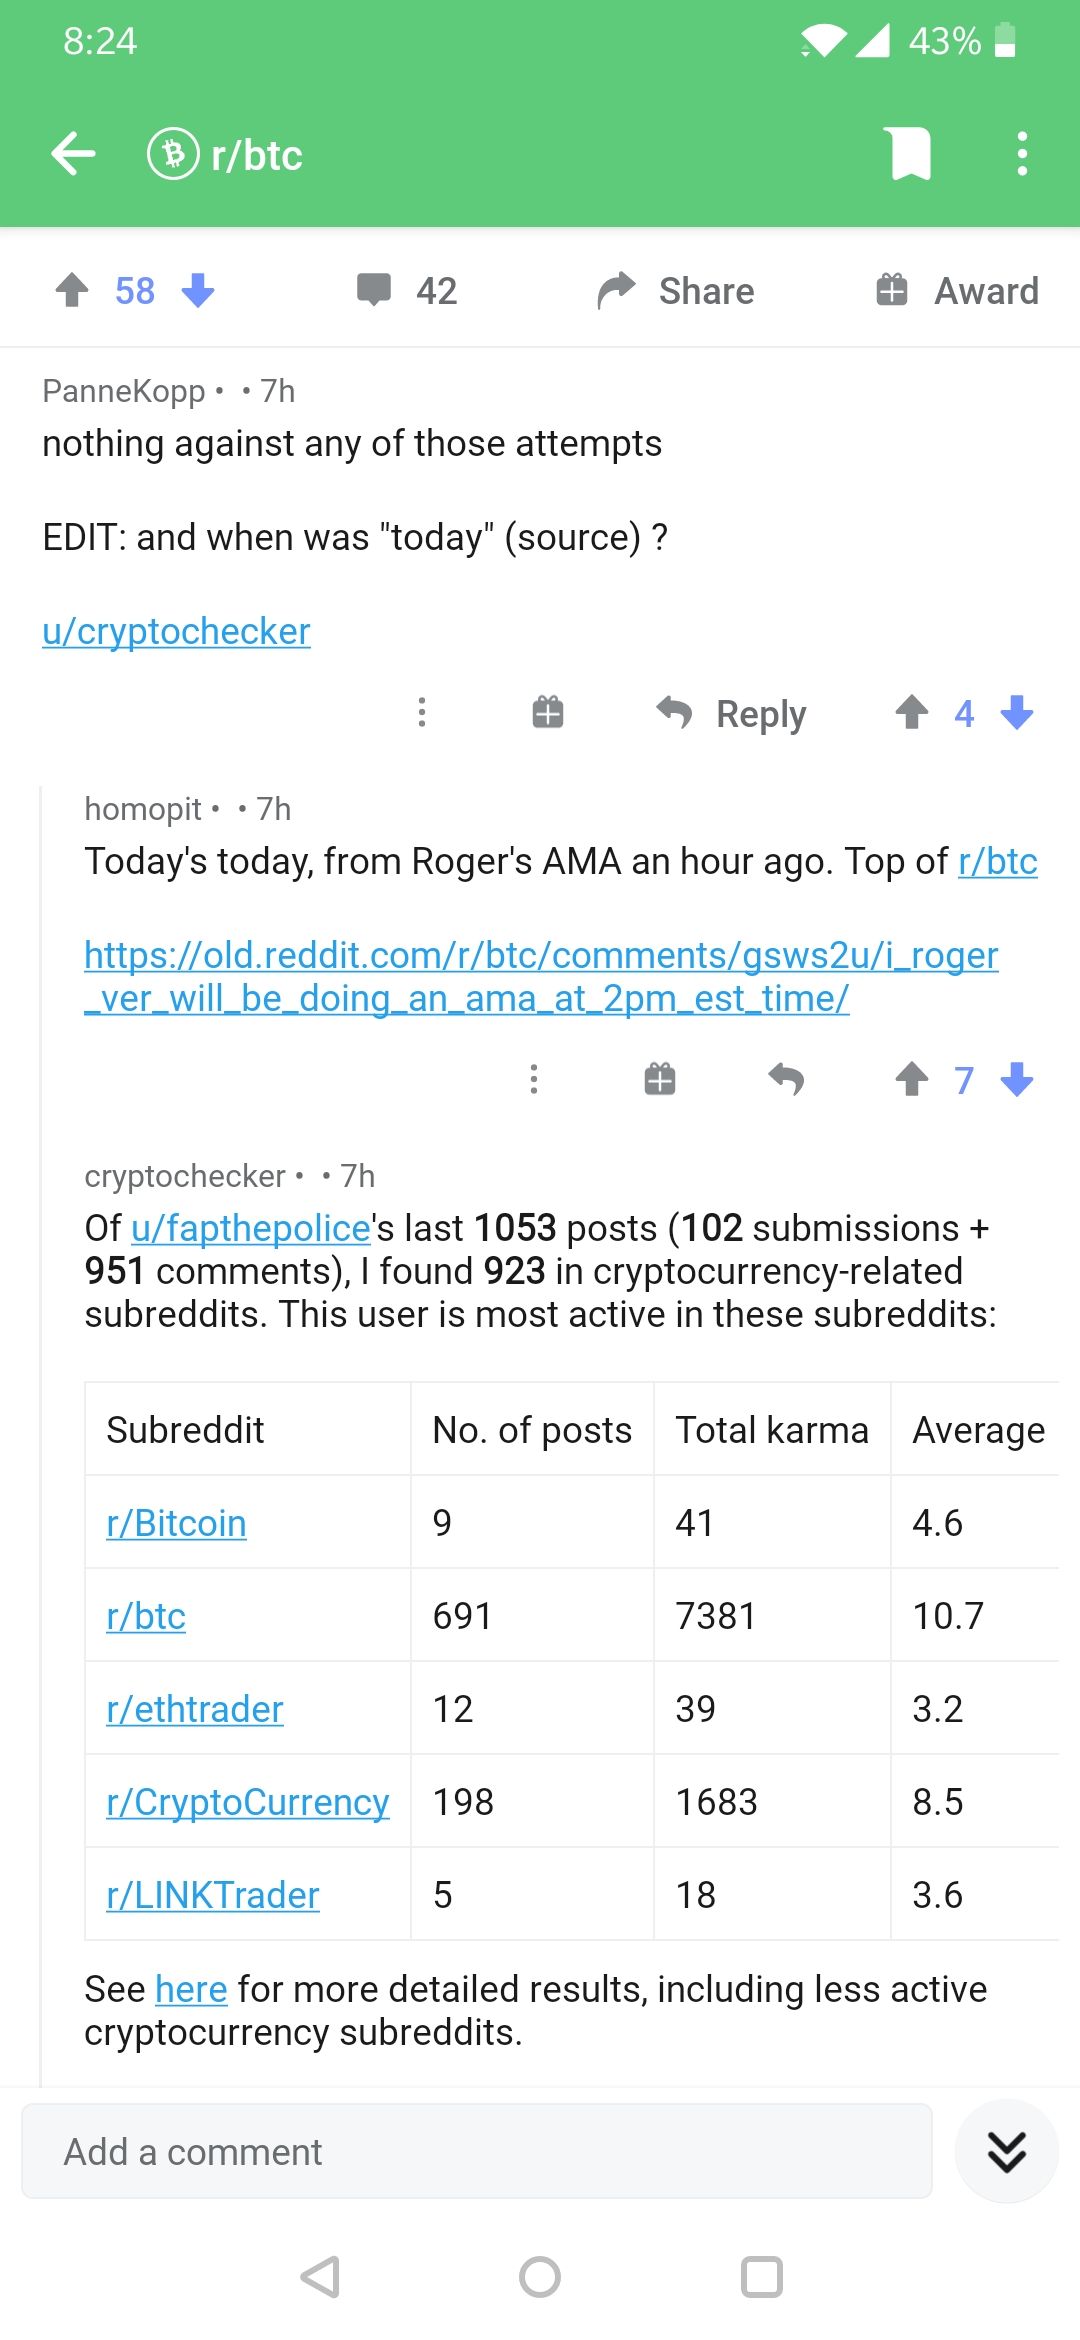 8:24
43%
r/btc
58
42
Share
Award
PanneKopp • • 7h
nothing against any of those attempts
EDIT: and when was "today" (source) ?
u/cryptochecker
Reply
4
homopit • • 7h
Today's today, from Roger's AMA an hour ago. Top of r/btc
https://old.reddit.com/r/btc/comments/gsws2u/i_roger
_ver_will_be_doing_an_ama_at_2pm_est_time/
7
cryptochecker • • 7h
Of u/fapthepolice's last 1053 posts (102 submissions +
951 comments), I found 923 in cryptocurrency-related
subreddits. This user is most active in these subreddits:
Subreddit No. of posts Total karma Average
r/Bitcoin 9 41 4.6
r/btc 691 7381 10.7
r/ethtrader 12 39 3.2
r/CryptoCurrency 198 1683 8.5
r/LINKTrader 5 18 3.6
See here for more detailed results, including less active
cryptocurrency subreddits.
Add a comment